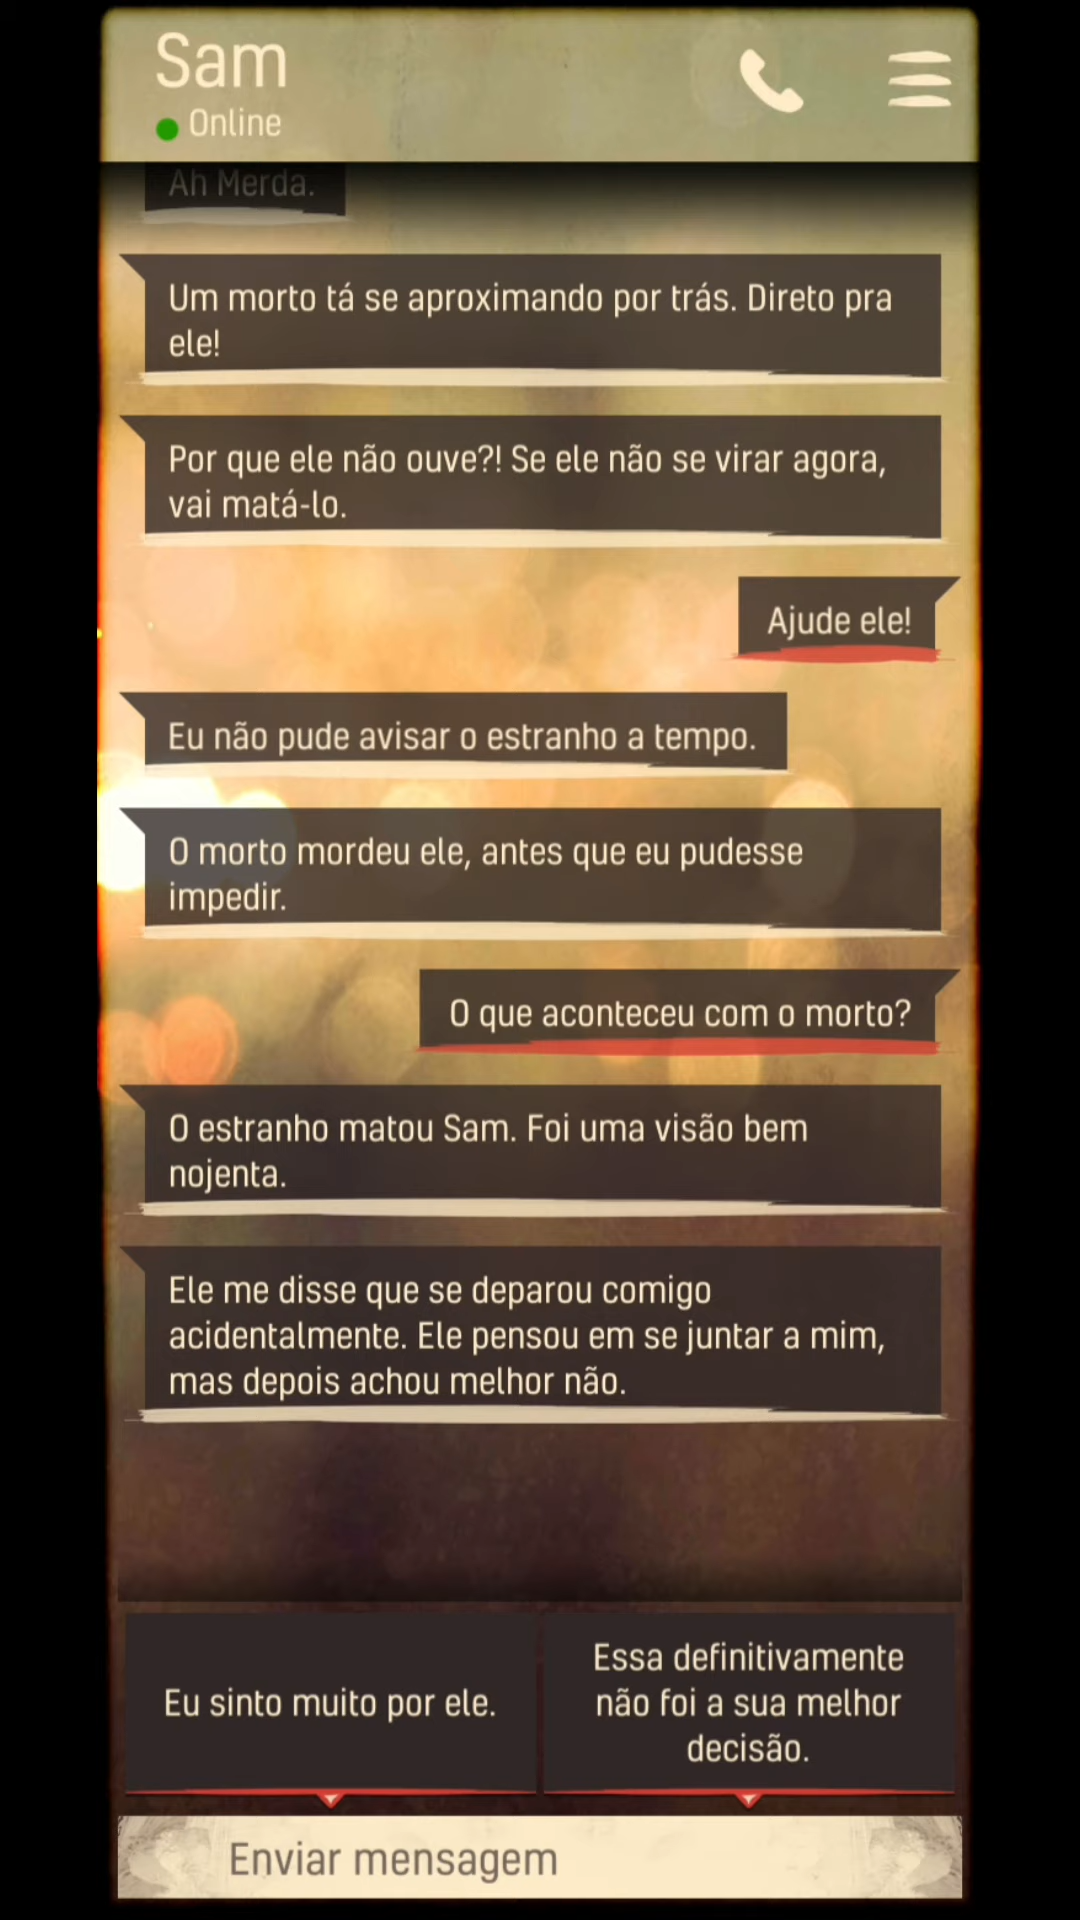 Sam
Online
Ah Merda.
Um morto tá se aproximando por trás. Direto pra
ele!
Por que ele não ouve?! Se ele não se virar agora,
vai matá-lo.
Ajude ele!
Eu não pude avisar o estranho a tempo.
O morto mordeu ele, antes que eu pudesse
impedir.
O que aconteceu com o morto?
O estranho matou Sam. Foi uma visão bem
nojenta.
Ele me disse que se deparou comigo
acidentalmente. Ele pensou em se juntar a mim,
mas depois achou melhor não.
Eu sinto muito por ele.
Essa definitivamente
não foi a sua melhor
decisão.
Enviar mensagem